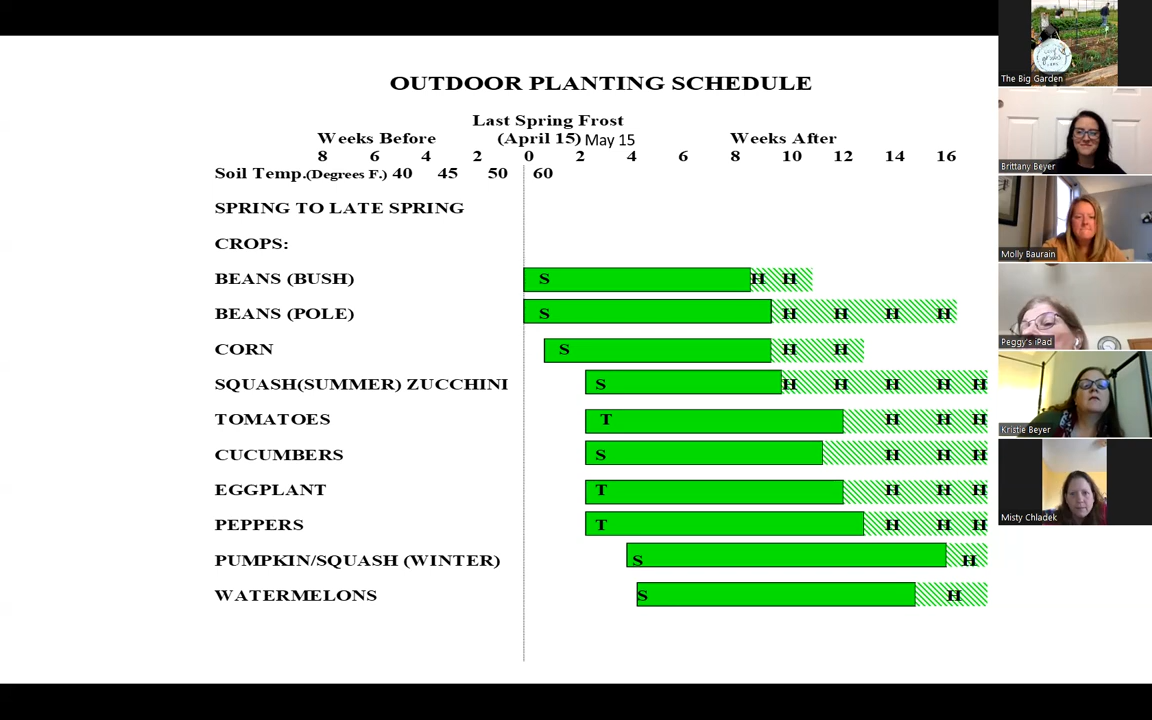 OUTDOOR PLANTING SCHEDULE
Last Spring Frost
Weeks Before (April 15) May 15 Weeks After
8 6 4 2 0 2 4 6 8 10 12 14 16
Soil Temp.(Degrees F.) 40 45 50 60
SPRING TO LATE SPRING
CROPS:
BEANS (BUSH) S H H
BEANS (POLE) S H H H H
CORN S H H
SQUASH(SUMMER) ZUCCHINI S H H H H H
TOMATOES T H H H
CUCUMBERS S H H H
EGGPLANT T H H H
PEPPERS T H H H
PUMPKIN/SQUASH (WINTER) S H
WATERMELONS S H
The Big Garden
Brittany Beyer
Molly Baurain
Peggy's iPad
Kristie Beyer
Misty Chladek